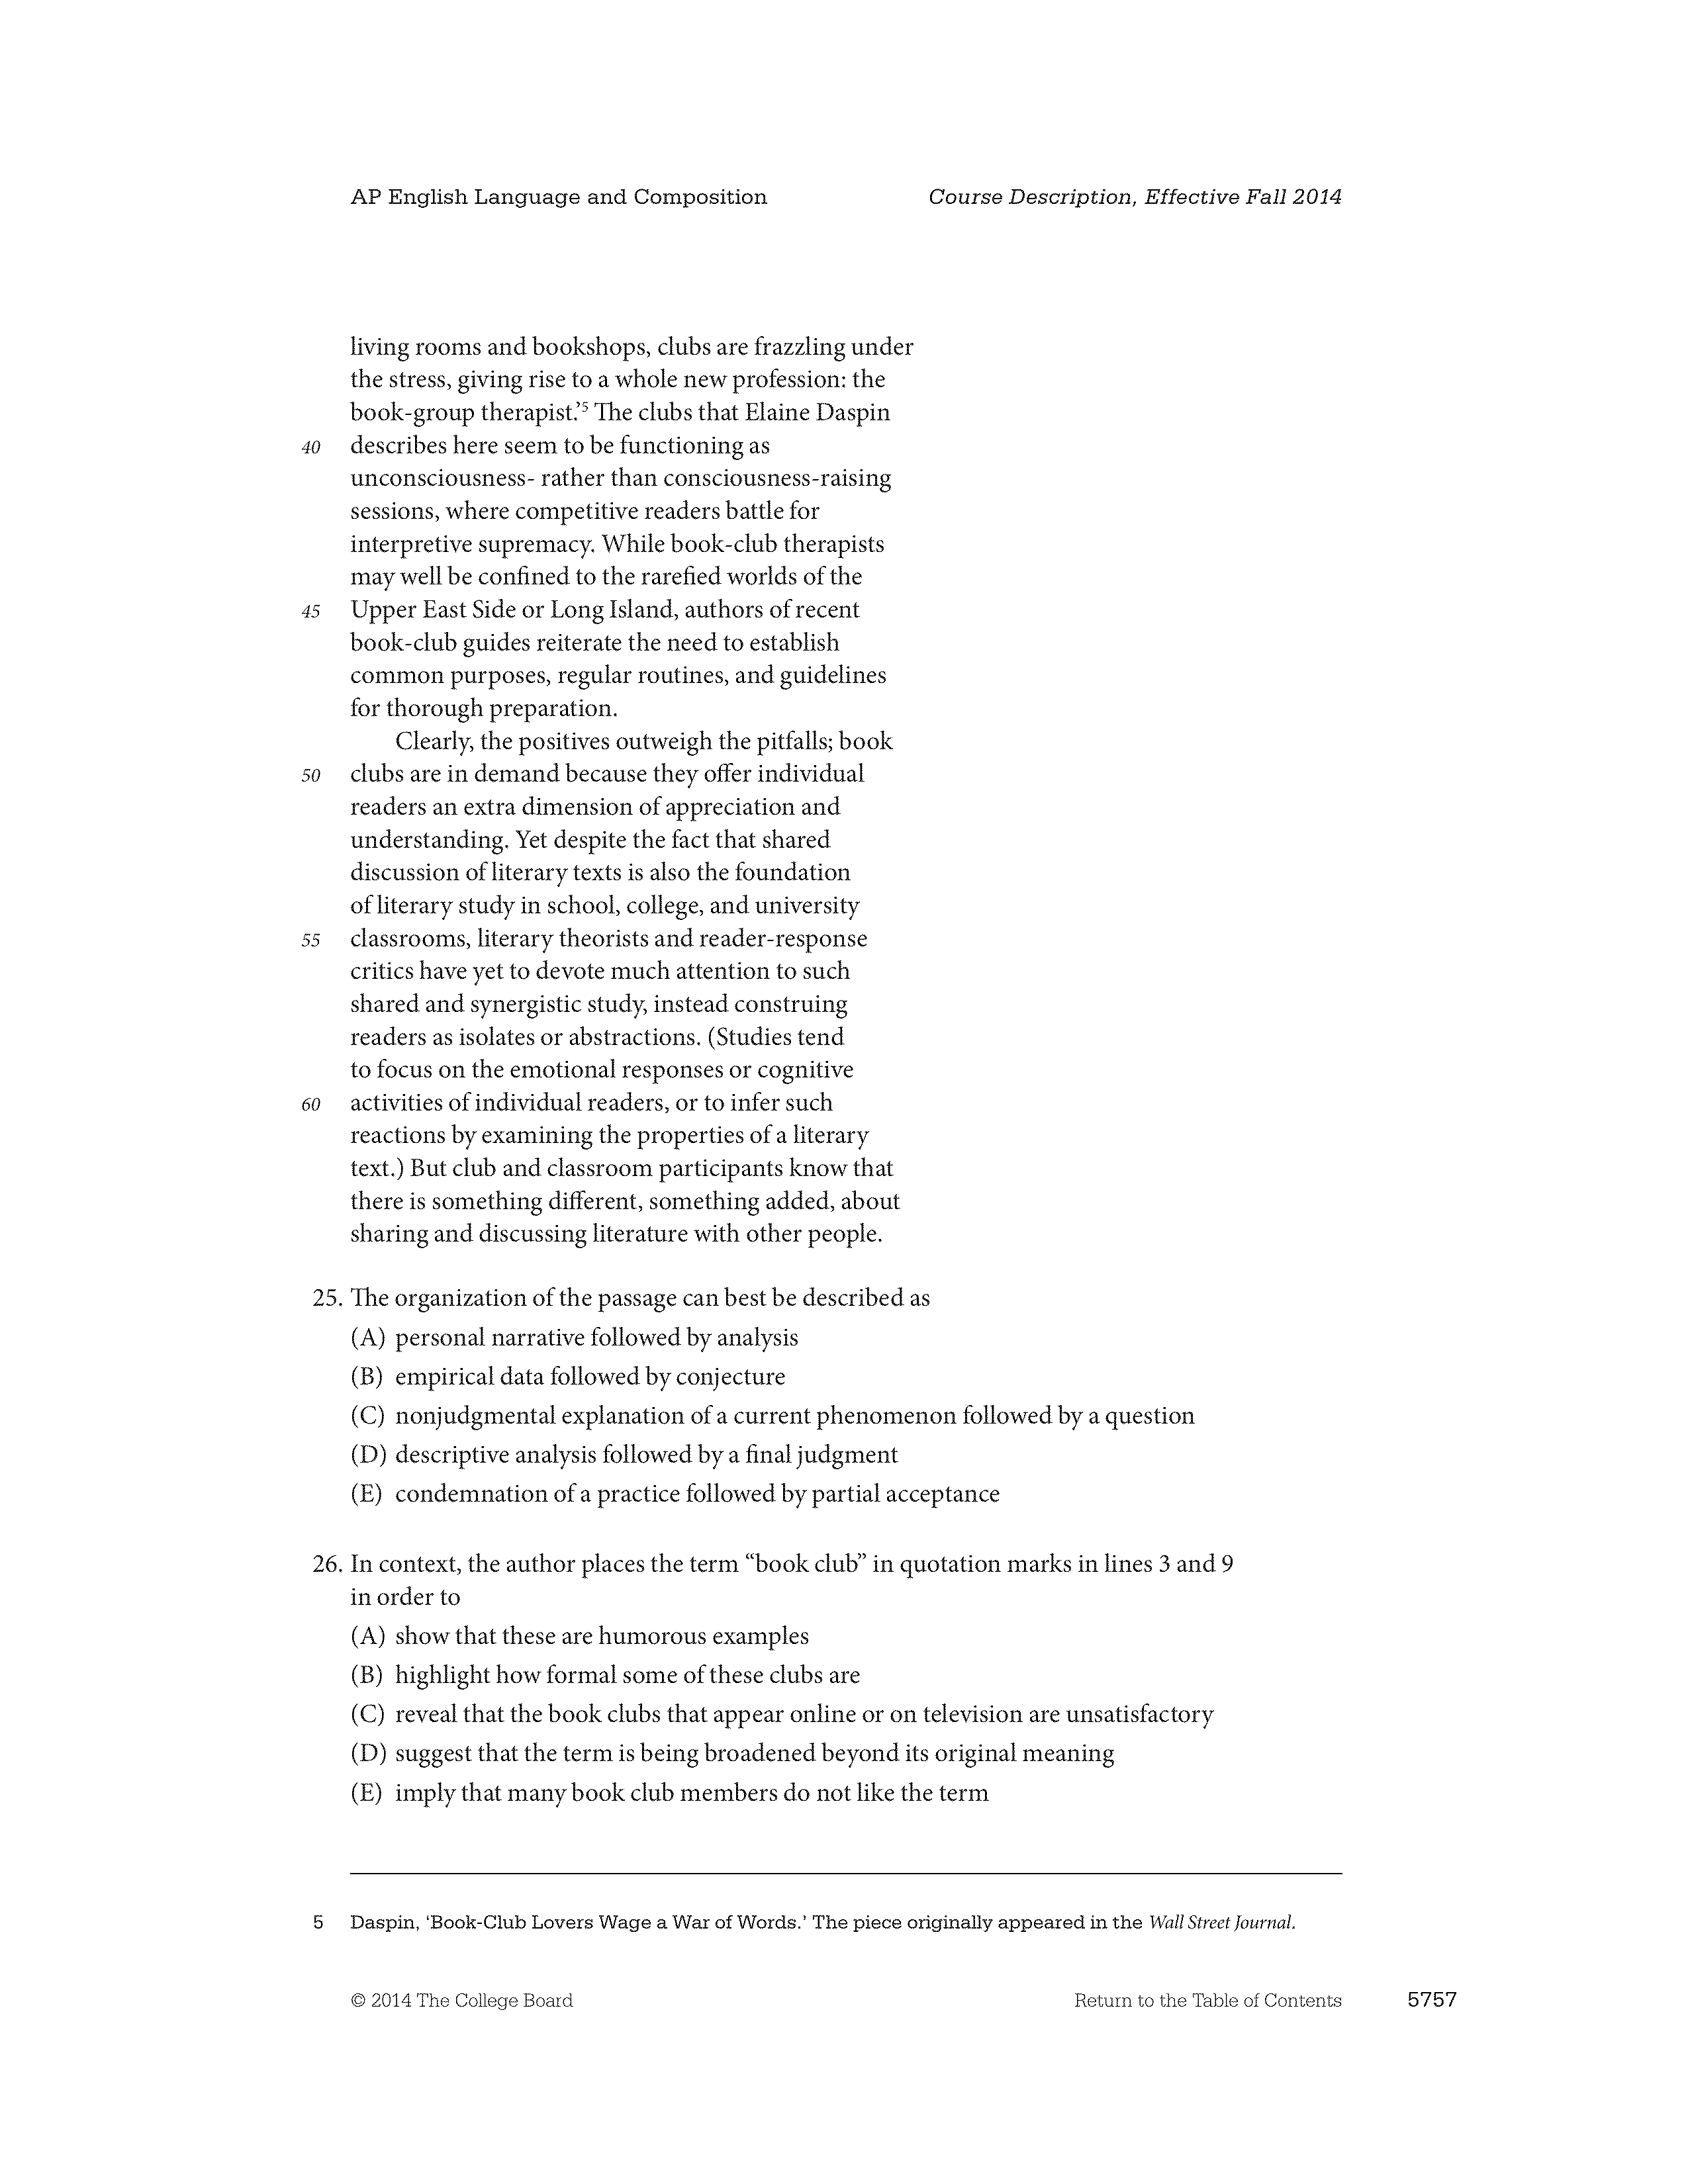 AP English Language and Composition Course Description, Effective Fall 2014
living rooms and bookshops, clubs are frazzling under
the stress, giving rise to a whole new profession: the
book-group therapist.’5 The clubs that Elaine Daspin
40 describes here seem to be functioning as
unconsciousness- rather than consciousness-raising
sessions, where competitive readers battle for
interpretive supremacy. While book-club therapists
may well be confined to the rarefied worlds of the
45 Upper East Side or Long Island, authors of recent
book-club guides reiterate the need to establish
common purposes, regular routines, and guidelines
for thorough preparation.
Clearly, the positives outweigh the pitfalls; book
50 clubs are in demand because they offer individual
readers an extra dimension of appreciation and
understanding. Yet despite the fact that shared
discussion of literary texts is also the foundation
of literary study in school, college, and university
55 classrooms, literary theorists and reader-response
critics have yet to devote much attention to such
shared and synergistic study, instead construing
readers as isolates or abstractions. (Studies tend
to focus on the emotional responses or cognitive
60 activities of individual readers, or to infer such
reactions by examining the properties of a literary
text.) But club and classroom participants know that
there is something different, something added, about
sharing and discussing literature with other people.
25. The organization of the passage can best be described as
(A) personal narrative followed by analysis
(B) empirical data followed by conjecture
(C) nonjudgmental explanation of a current phenomenon followed by a question
(D) descriptive analysis followed by a final judgment
(E) condemnation of a practice followed by partial acceptance
26. In context, the author places the term “book club” in quotation marks in lines 3 and 9
in order to
(A) show that these are humorous examples
(B) highlight how formal some of these clubs are
(C) reveal that the book clubs that appear online or on television are unsatisfactory
(D) suggest that the term is being broadened beyond its original meaning
(E) imply that many book club members do not like the term
5 Daspin, ‘Book-Club Lovers Wage a War of Words.’ The piece originally appeared in the Wall Street Journal.
© 2014 The College Board Return to the Table of Contents 5757